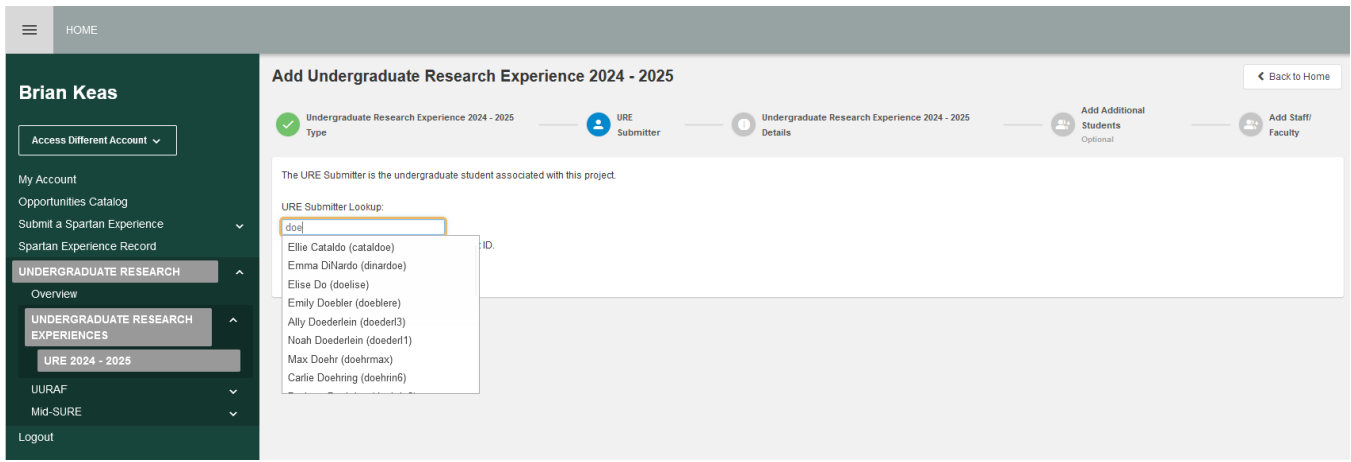 HOME
Brian Keas
Access Different Account
My Account
Opportunities Catalog
Submit a Spartan Experience
Spartan Experience Record
UNDERGRADUATE RESEARCH
Overview
UNDERGRADUATE RESEARCH
EXPERIENCES
URE 2024 - 2025
UURAF
Mid-SURE
Logout
Add Undergraduate Research Experience 2024 - 2025
Back to Home
Undergraduate Research Experience 2024 - 2025
Type
URE
Submitter
Undergraduate Research Experience 2024 - 2025
Details
Add Additional
Students
Optional
Add Staff/
Faculty
The URE Submitter is the undergraduate student associated with this project.
URE Submitter Lookup:
doe
ID.
Ellie Cataldo (cataldoe)
Emma DiNardo (dinardoe)
Elise Do (doelise)
Emily Doebler (doeblere)
Ally Doederlein (doederl3)
Noah Doederlein (doederl1)
Max Doehr (doehrmax)
Carlie Doehring (doehrin6)